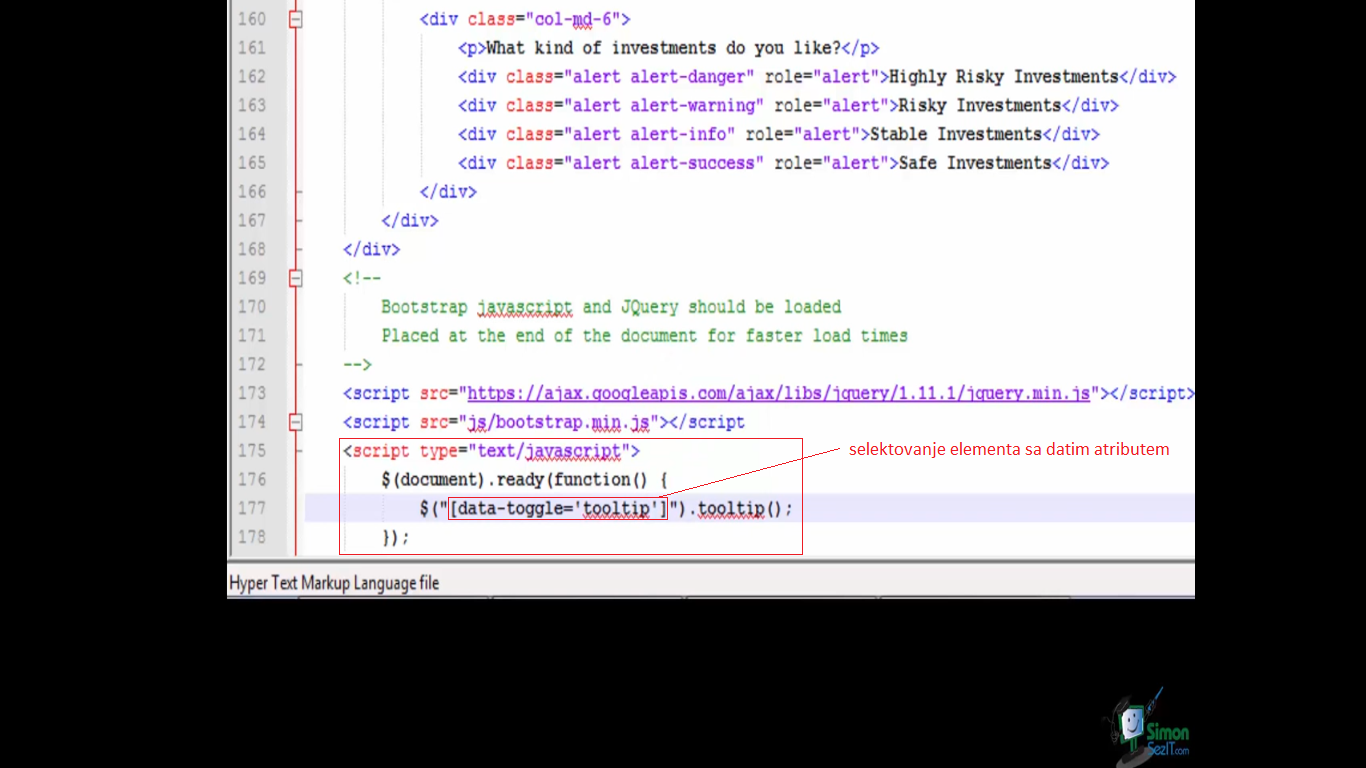 160 <div class="col-md-6">
161 <p>What kind of investments do you like?</p>
162 <div class="alert alert-danger" role="alert">Highly Risky Investments</div>
163 <div class="alert alert-warning" role="alert">Risky Investments</div>
164 <div class="alert alert-info" role="alert">Stable Investments</div>
165 <div class="alert alert-success" role="alert">Safe Investments</div>
166 </div>
167 </div>
168 </div>
169 <!--
170 Bootstrap javascript and JQuery should be loaded
171 Placed at the end of the document for faster load times
172 -->
173 <script src="https://ajax.googleapis.com/ajax/libs/jquery/1.11.1/jquery.min.js"></script>
174 <script src="js/bootstrap.min.js"></script
175 <script type="text/javascript">
selektovanje elementa sa datim atributem
176 $(document).ready(function() {
177 $("[data-toggle='tooltip']").tooltip();
178 });
Hyper Text Markup Language file
Simon
SezIT.com